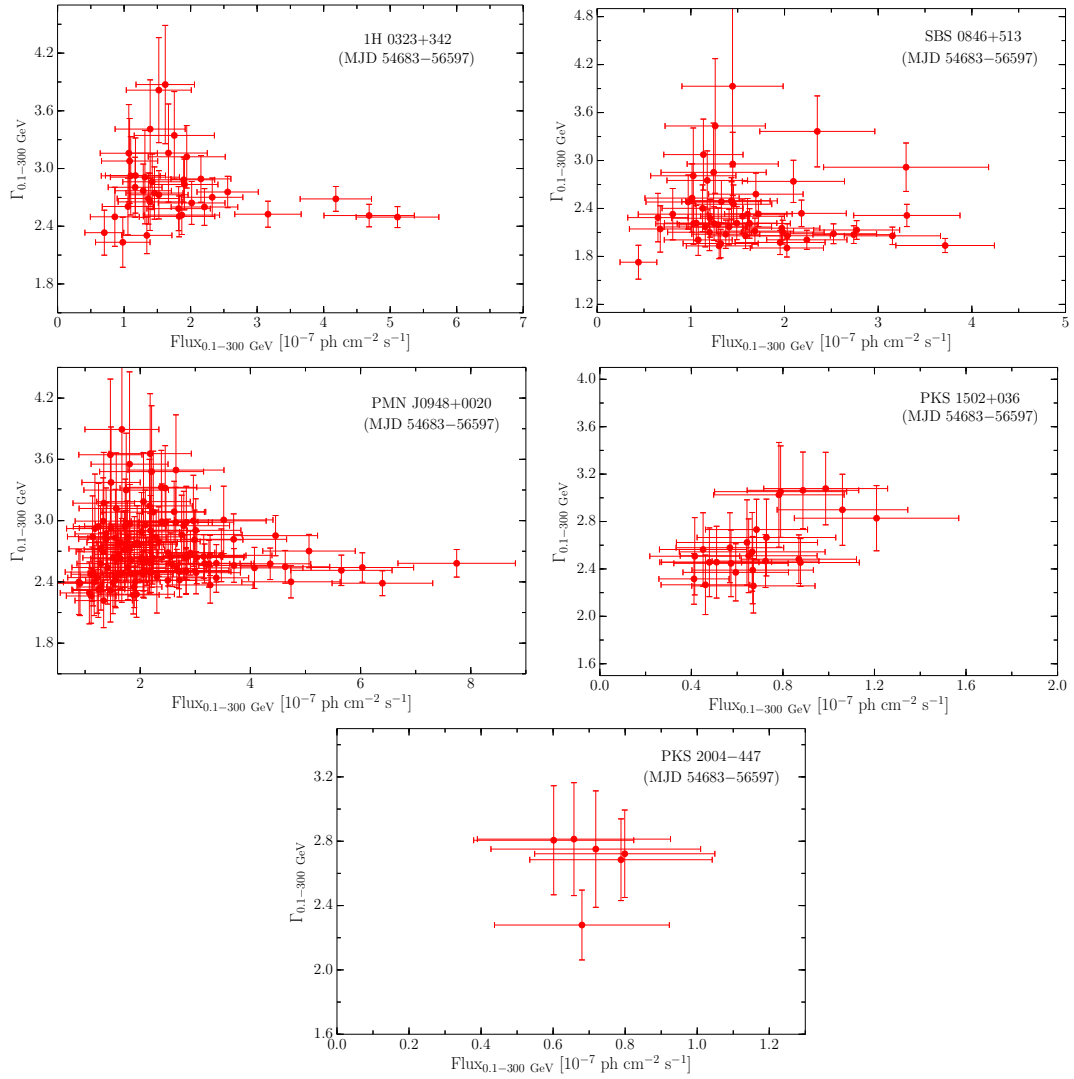 1H 0323+342
(MJD 54683−56597)
Γ0.1−300 GeV
4.2
3.6
3.0
2.4
1.8
0 1 2 3 4 5 6 7
Flux0.1−300 GeV [10−7 ph cm−2 s−1]
SBS 0846+513
(MJD 54683−56597)
Γ0.1−300 GeV
4.8
4.2
3.6
3.0
2.4
1.8
1.2
0 1 2 3 4 5
Flux0.1−300 GeV [10−7 ph cm−2 s−1]
PMN J0948+0020
(MJD 54683−56597)
Γ0.1−300 GeV
4.2
3.6
3.0
2.4
1.8
2 4 6 8
Flux0.1−300 GeV [10−7 ph cm−2 s−1]
PKS 1502+036
(MJD 54683−56597)
Γ0.1−300 GeV
4.0
3.6
3.2
2.8
2.4
2.0
1.6
0.0 0.4 0.8 1.2 1.6 2.0
Flux0.1−300 GeV [10−7 ph cm−2 s−1]
PKS 2004−447
(MJD 54683−56597)
Γ0.1−300 GeV
3.2
2.8
2.4
2.0
1.6
0.0 0.2 0.4 0.6 0.8 1.0 1.2
Flux0.1−300 GeV [10−7 ph cm−2 s−1]